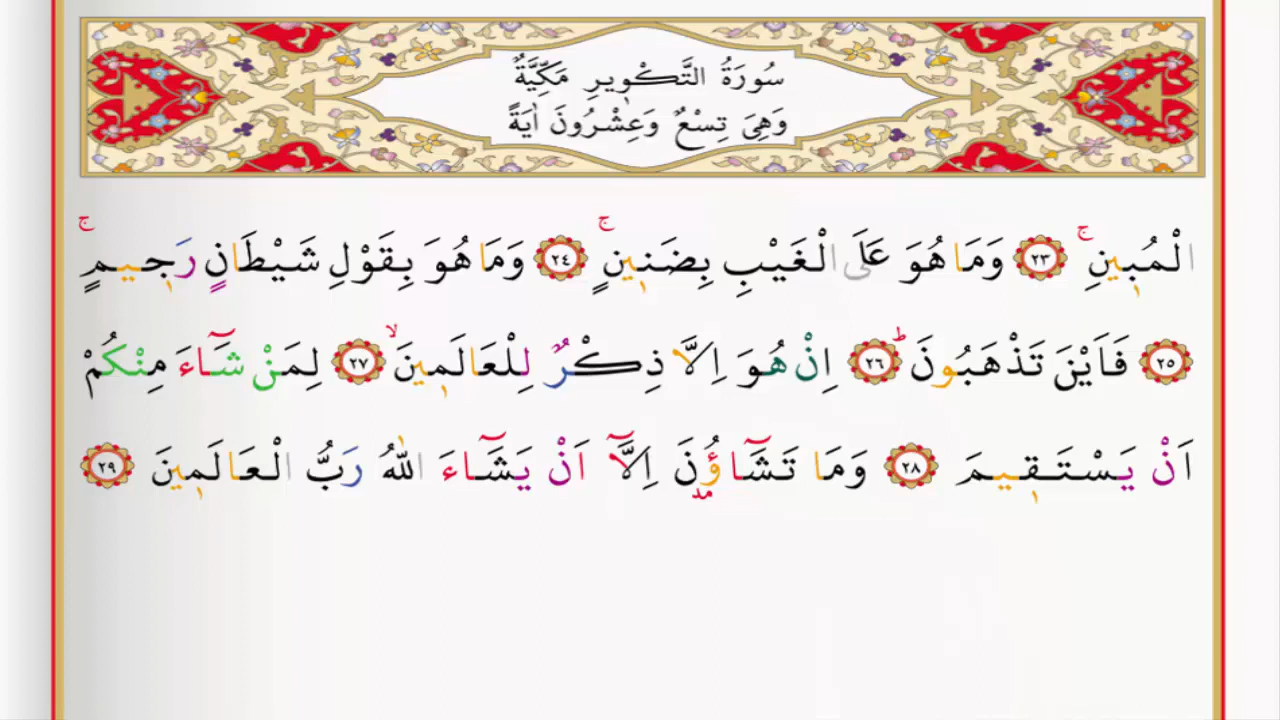 سُورَةُ التَّكْوٖيرِ مَكِّيَّةٌ
وَهِيَ تِسْعٌ وَعِشْرُونَ اٰيَةً
الْمُبٖينِۚ ﴿٢٣﴾ وَمَا هُوَ عَلَى الْغَيْبِ بِضَنٖينٍۚ ﴿٢٤﴾ وَمَا هُوَ بِقَوْلِ شَيْطَانٍ رَجٖيمٍۚ
﴿٢٥﴾ فَاَيْنَ تَذْهَبُونَؕ ﴿٢٦﴾ اِنْ هُوَ اِلَّا ذِكْرٌ لِلْعَالَمٖينَۙ ﴿٢٧﴾ لِمَنْ شَٓاءَ مِنْكُمْ
اَنْ يَسْتَقٖيمَ ﴿٢٨﴾ وَمَا تَشَٓاؤُ۫نَ اِلَّٓا اَنْ يَشَٓاءَ اللّٰهُ رَبُّ الْعَالَمٖينَ ﴿٢٩﴾